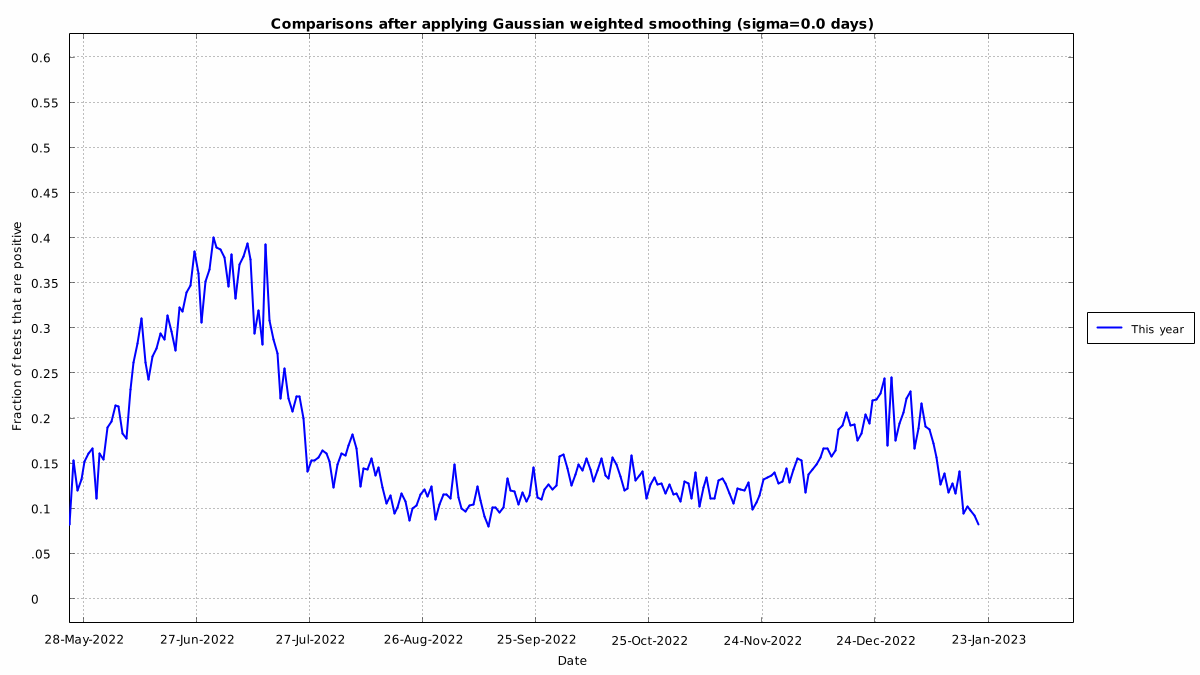 Comparisons after applying Gaussian weighted smoothing (sigma=0.0 days)
0.6
0.55
0.5
0.45
0.4
0.35
0.3
0.25
0.2
0.15
0.1
.05
0
Fraction of tests that are positive
28-May-2022
27-Jun-2022
27-Jul-2022
26-Aug-2022
25-Sep-2022
25-Oct-2022
24-Nov-2022
24-Dec-2022
23-Jan-2023
Date
This year